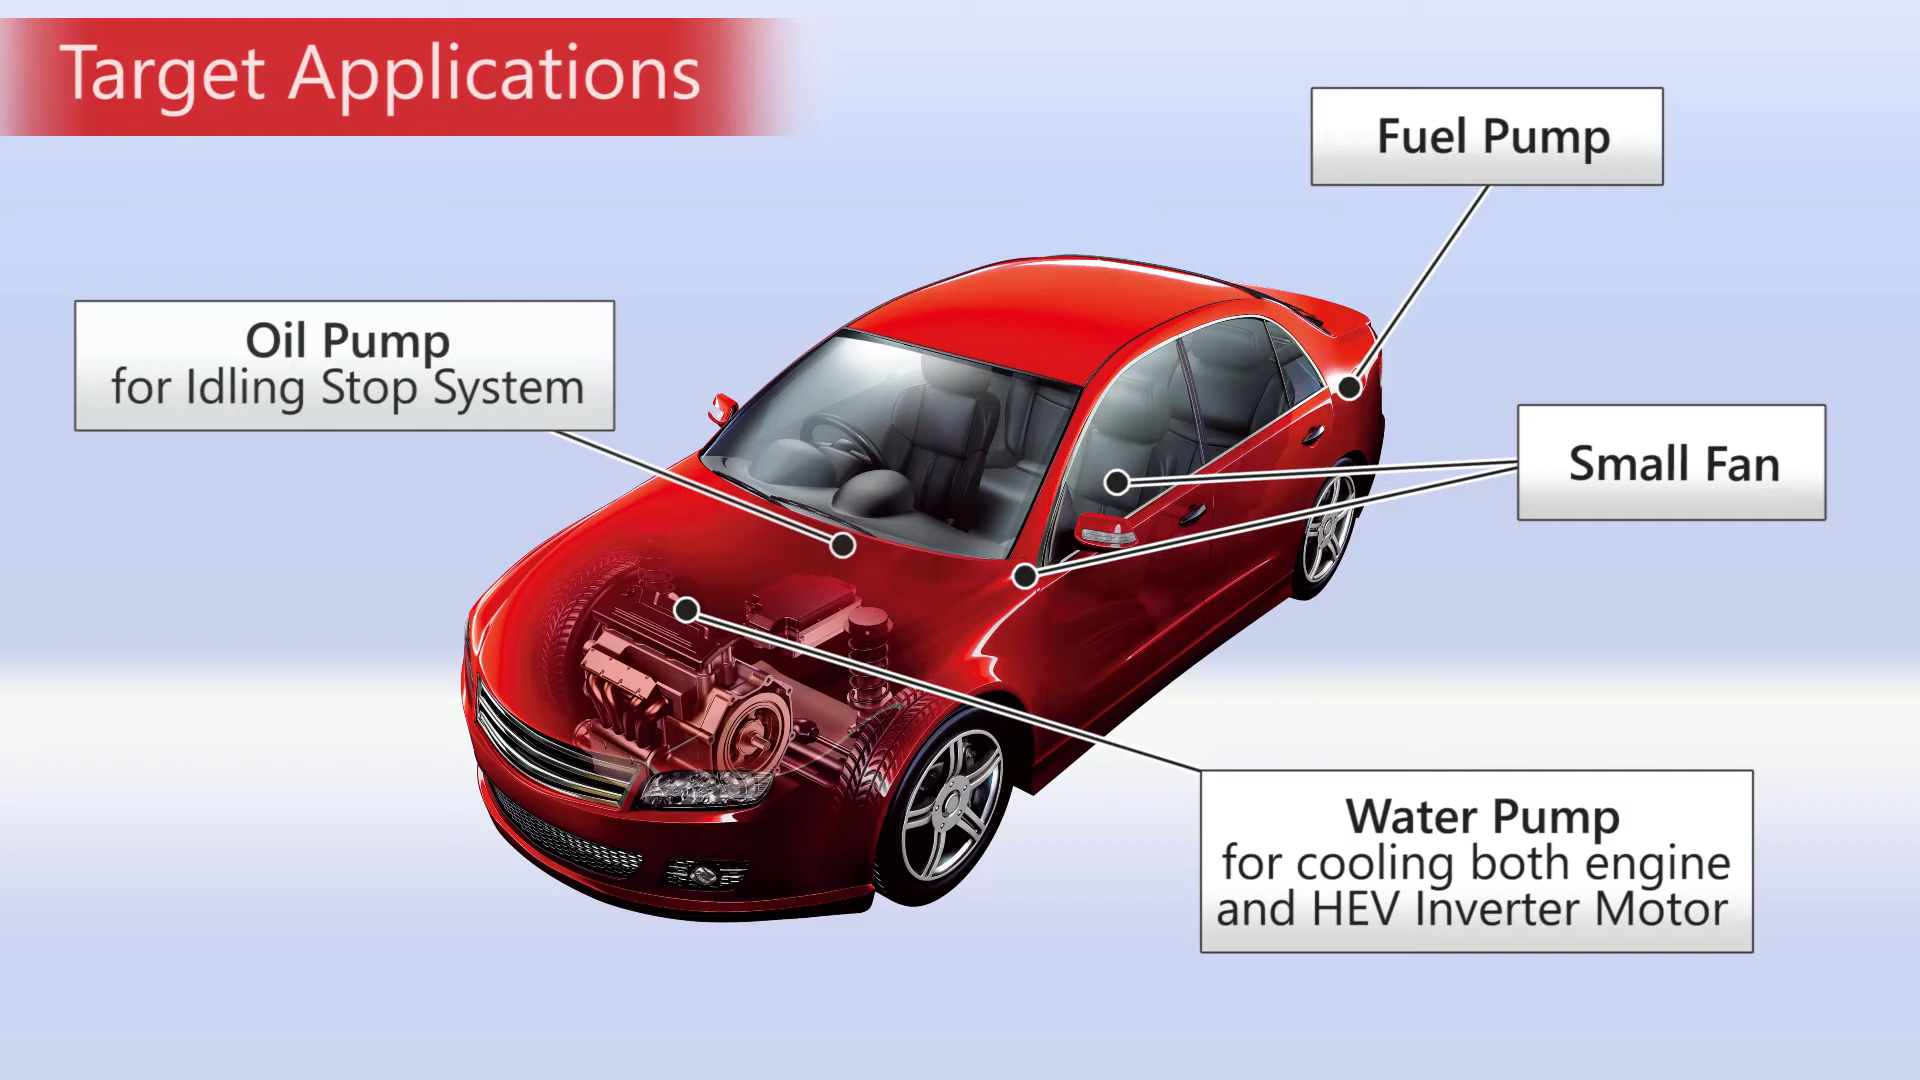 Target Applications
Fuel Pump
Oil Pump
for Idling Stop System
Small Fan
Water Pump
for cooling both engine
and HEV Inverter Motor